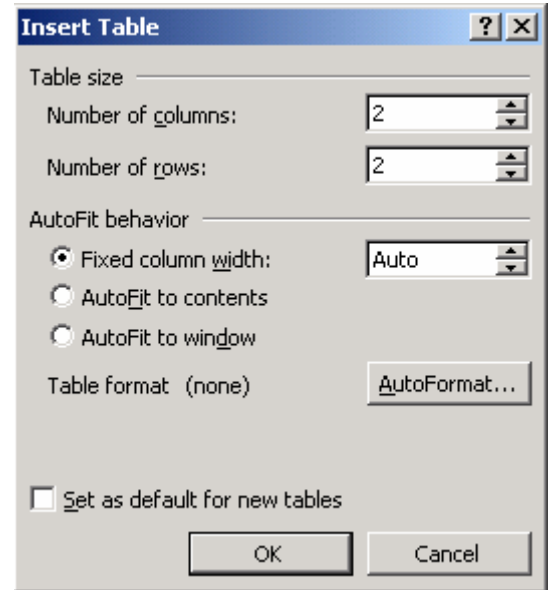 Insert Table ? X
Table size
Number of columns: 2
Number of rows: 2
AutoFit behavior
Fixed column width: Auto
AutoFit to contents
AutoFit to window
Table format (none) AutoFormat...
Set as default for new tables
OK Cancel